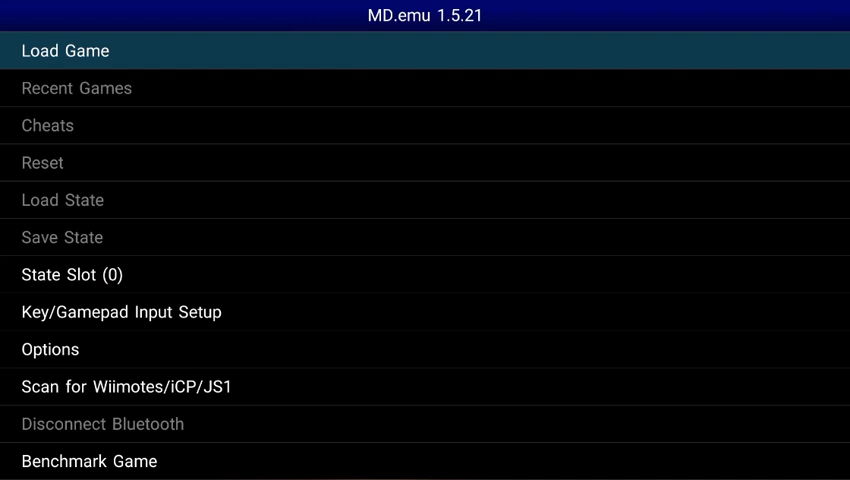 MD.emu 1.5.21
Load Game
Recent Games
Cheats
Reset
Load State
Save State
State Slot (0)
Key/Gamepad Input Setup
Options
Scan for Wiimotes/iCP/JS1
Disconnect Bluetooth
Benchmark Game